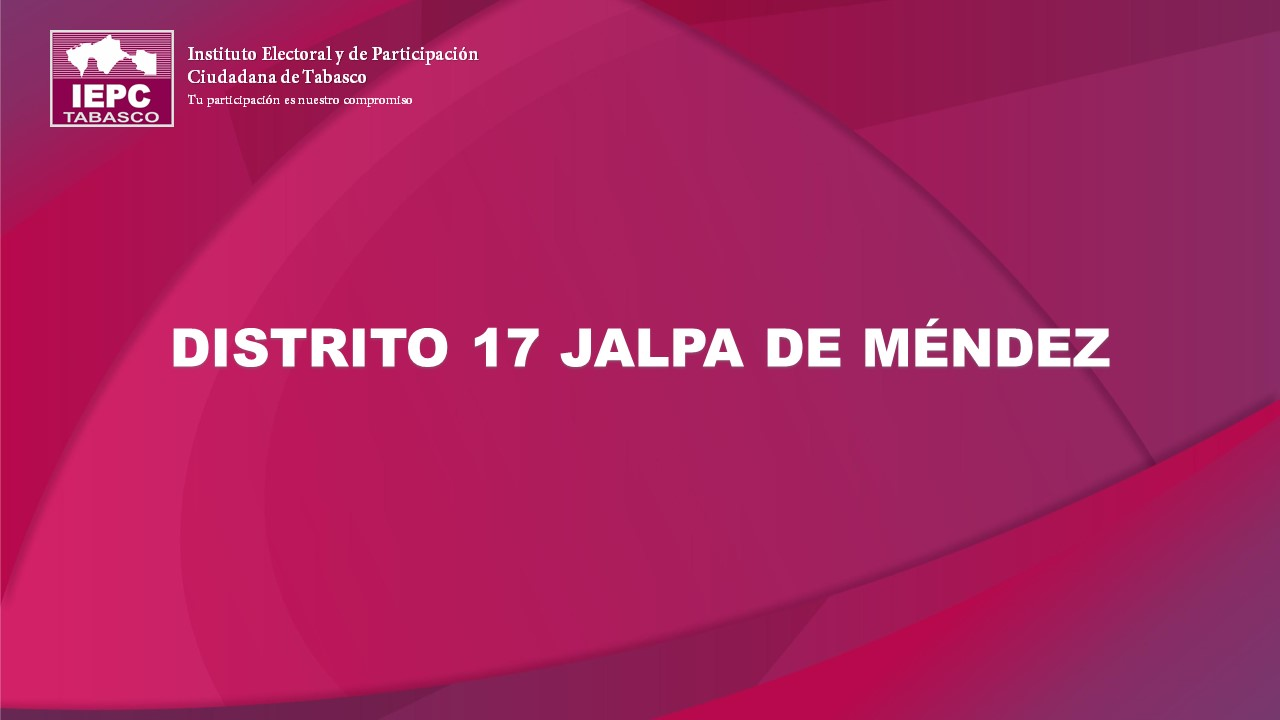 IEPC
TABASCO
Instituto Electoral y de Participación
Ciudadana de Tabasco
Tu participación es nuestro compromiso
DISTRITO 17 JALPA DE MÉNDEZ